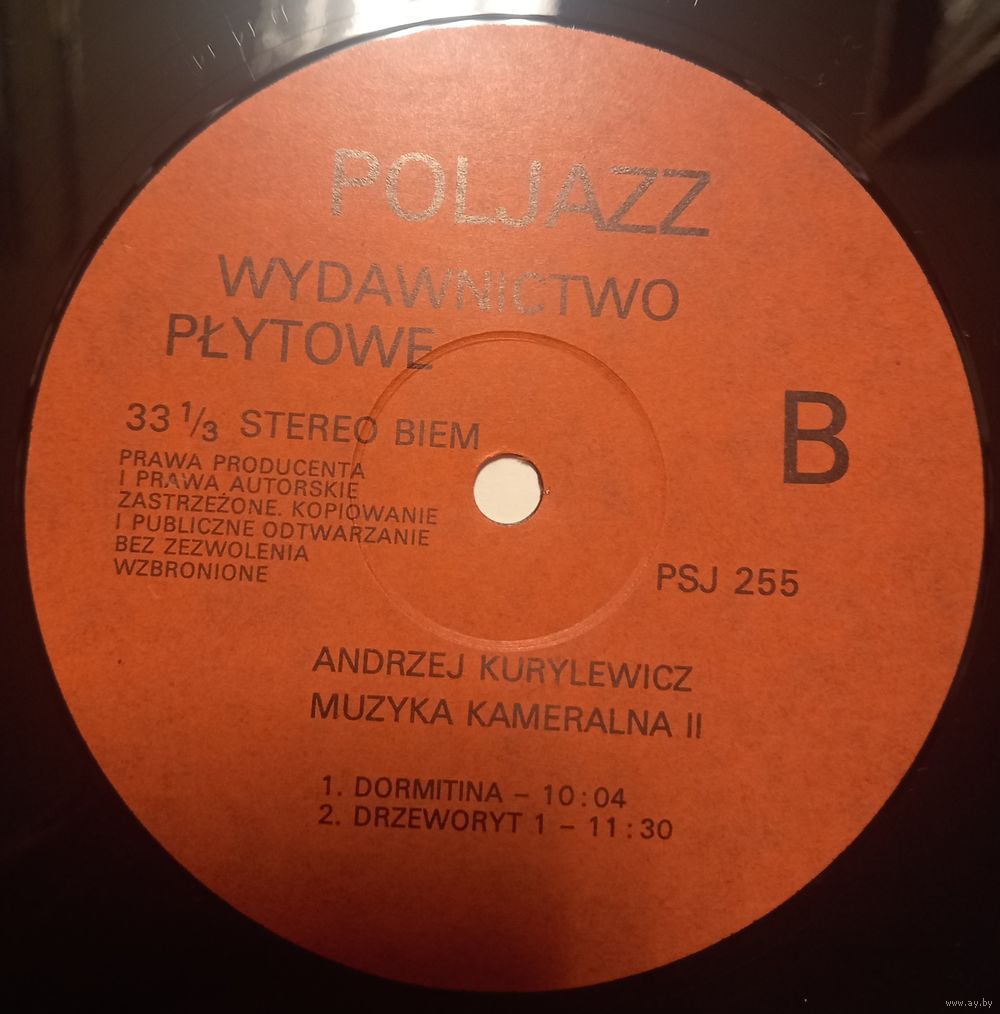 POLJAZZ
WYDAWNICTWO
PŁYTOWE
33 1/3 STEREO BIEM
B
PRAWA PRODUCENTA
I PRAWA AUTORSKIE
ZASTRZEŻONE. KOPIOWANIE
I PUBLICZNE ODTWARZANIE
BEZ ZEZWOLENIA
WZBRONIONE
PSJ 255
ANDRZEJ KURYLEWICZ
MUZYKA KAMERALNA II
1. DORMITINA – 10:04
2. DRZEWORYT 1 – 11:30
www.ay.by